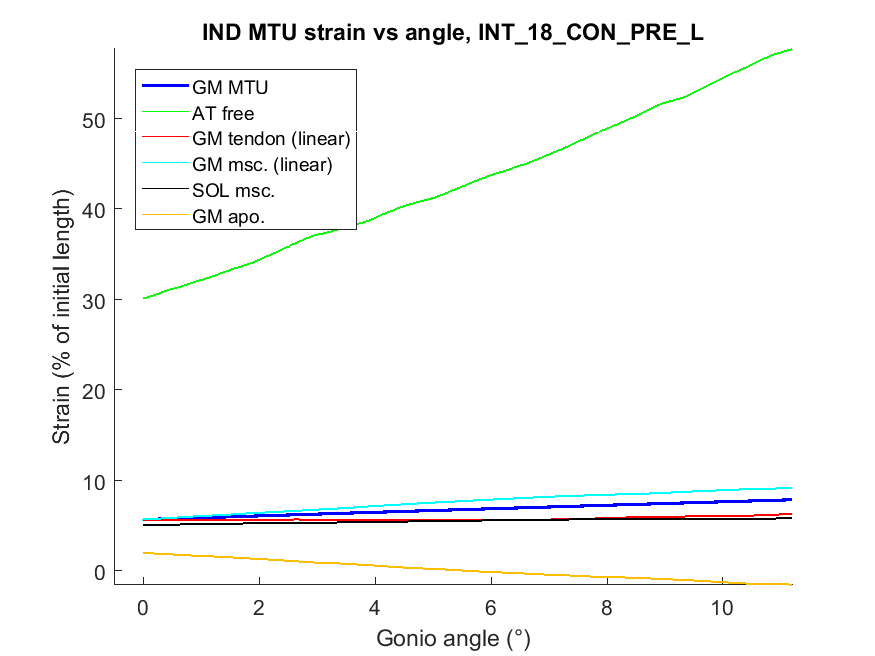 IND MTU strain vs angle, INT_18_CON_PRE_L
GM MTU
AT free
GM tendon (linear)
GM msc. (linear)
SOL msc.
GM apo.
50
40
30
20
10
0
Strain (% of initial length)
0 2 4 6 8 10
Gonio angle (°)